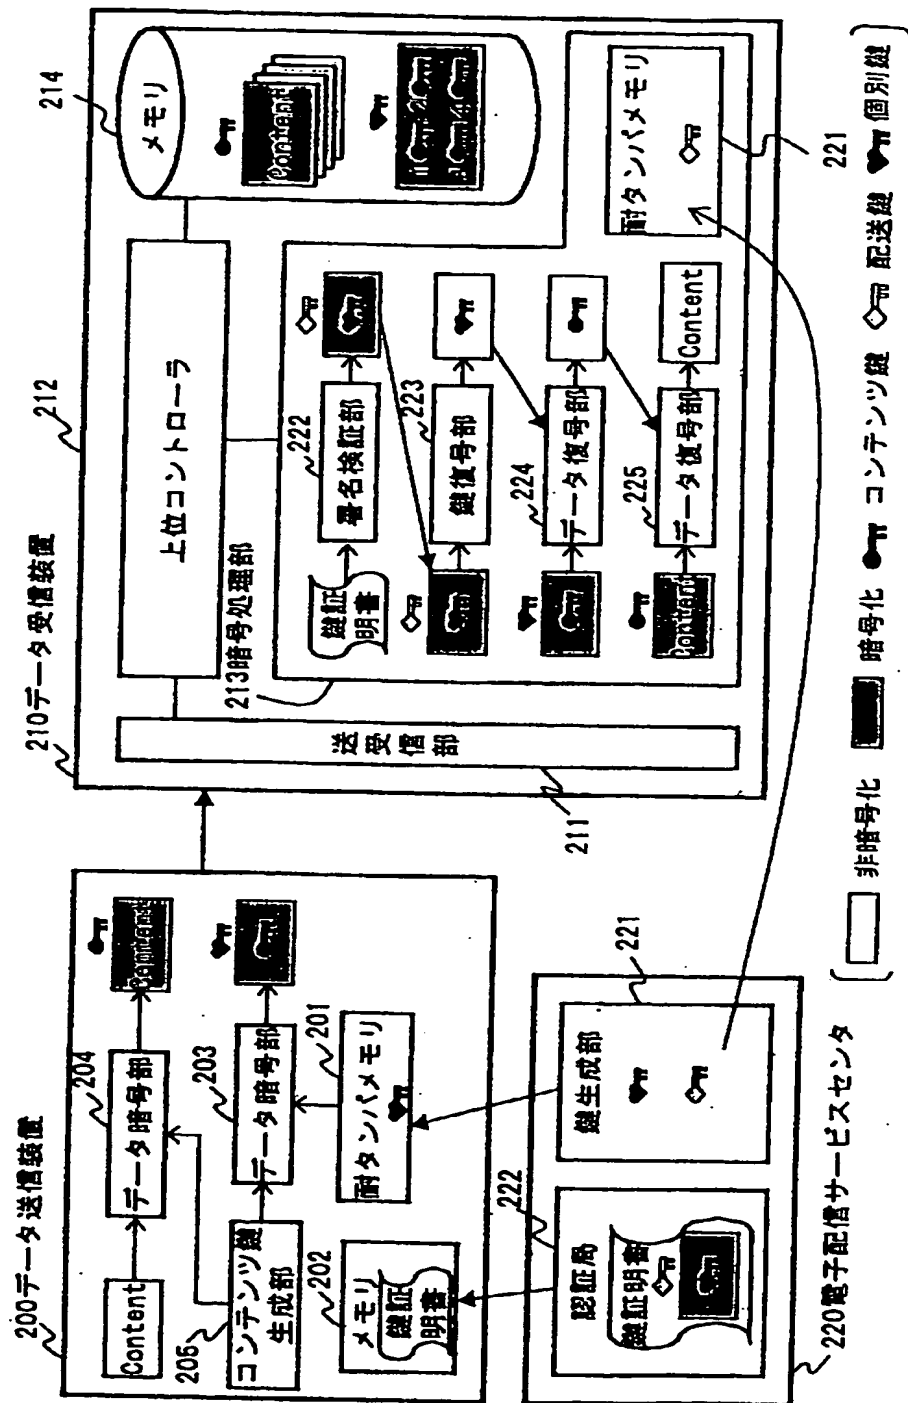 200データ送信装置
204
Content
データ暗号部
Content
205
コンテンツ鍵
生成部
203
データ暗号部
202
メモリ
鍵証
明書
201
耐タンパメモリ
222
認証局
鍵証明書
221
鍵生成部
220電子配信サービスセンタ
210データ受信装置
212
上位コントローラ
214
メモリ
Content
送受信部
211
213暗号処理部
鍵証
明書
222
署名検証部
223
鍵復号部
224
データ復号部
225
Content
データ復号部
Content
耐タンパメモリ
221
非暗号化
暗号化
コンテンツ鍵
配送鍵
個別鍵